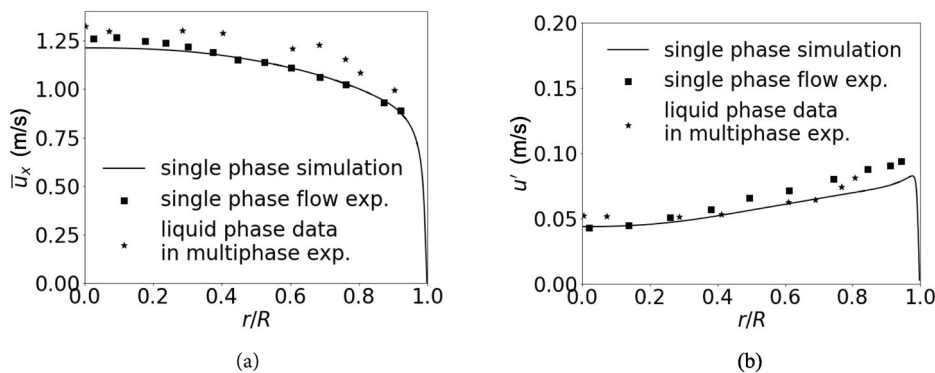 1.25
1.00
0.75
0.50
0.25
0.00
u̅ₓ (m/s)
single phase simulation
single phase flow exp.
liquid phase data
in multiphase exp.
0.0 0.2 0.4 0.6 0.8 1.0
r/R
(a)
0.20
0.15
0.10
0.05
0.00
u′ (m/s)
single phase simulation
single phase flow exp.
liquid phase data
in multiphase exp.
0.0 0.2 0.4 0.6 0.8 1.0
r/R
(b)